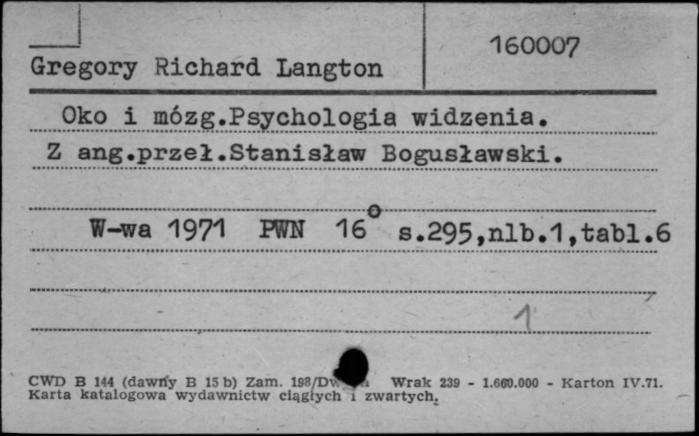 160007
Gregory Richard Langton
Oko i mózg.Psychologia widzenia.
Z ang.przeł.Stanisław Bogusławski.
W-wa 1971 PWN 16° s.295,nlb.1,tabl.6
1
CWD B 144 (dawny B 15 b) Zam. 198/ Wrak 239 - 1.660.000 - Karton IV.71.
Karta katalogowa wydawnictw ciągłych i zwartych.